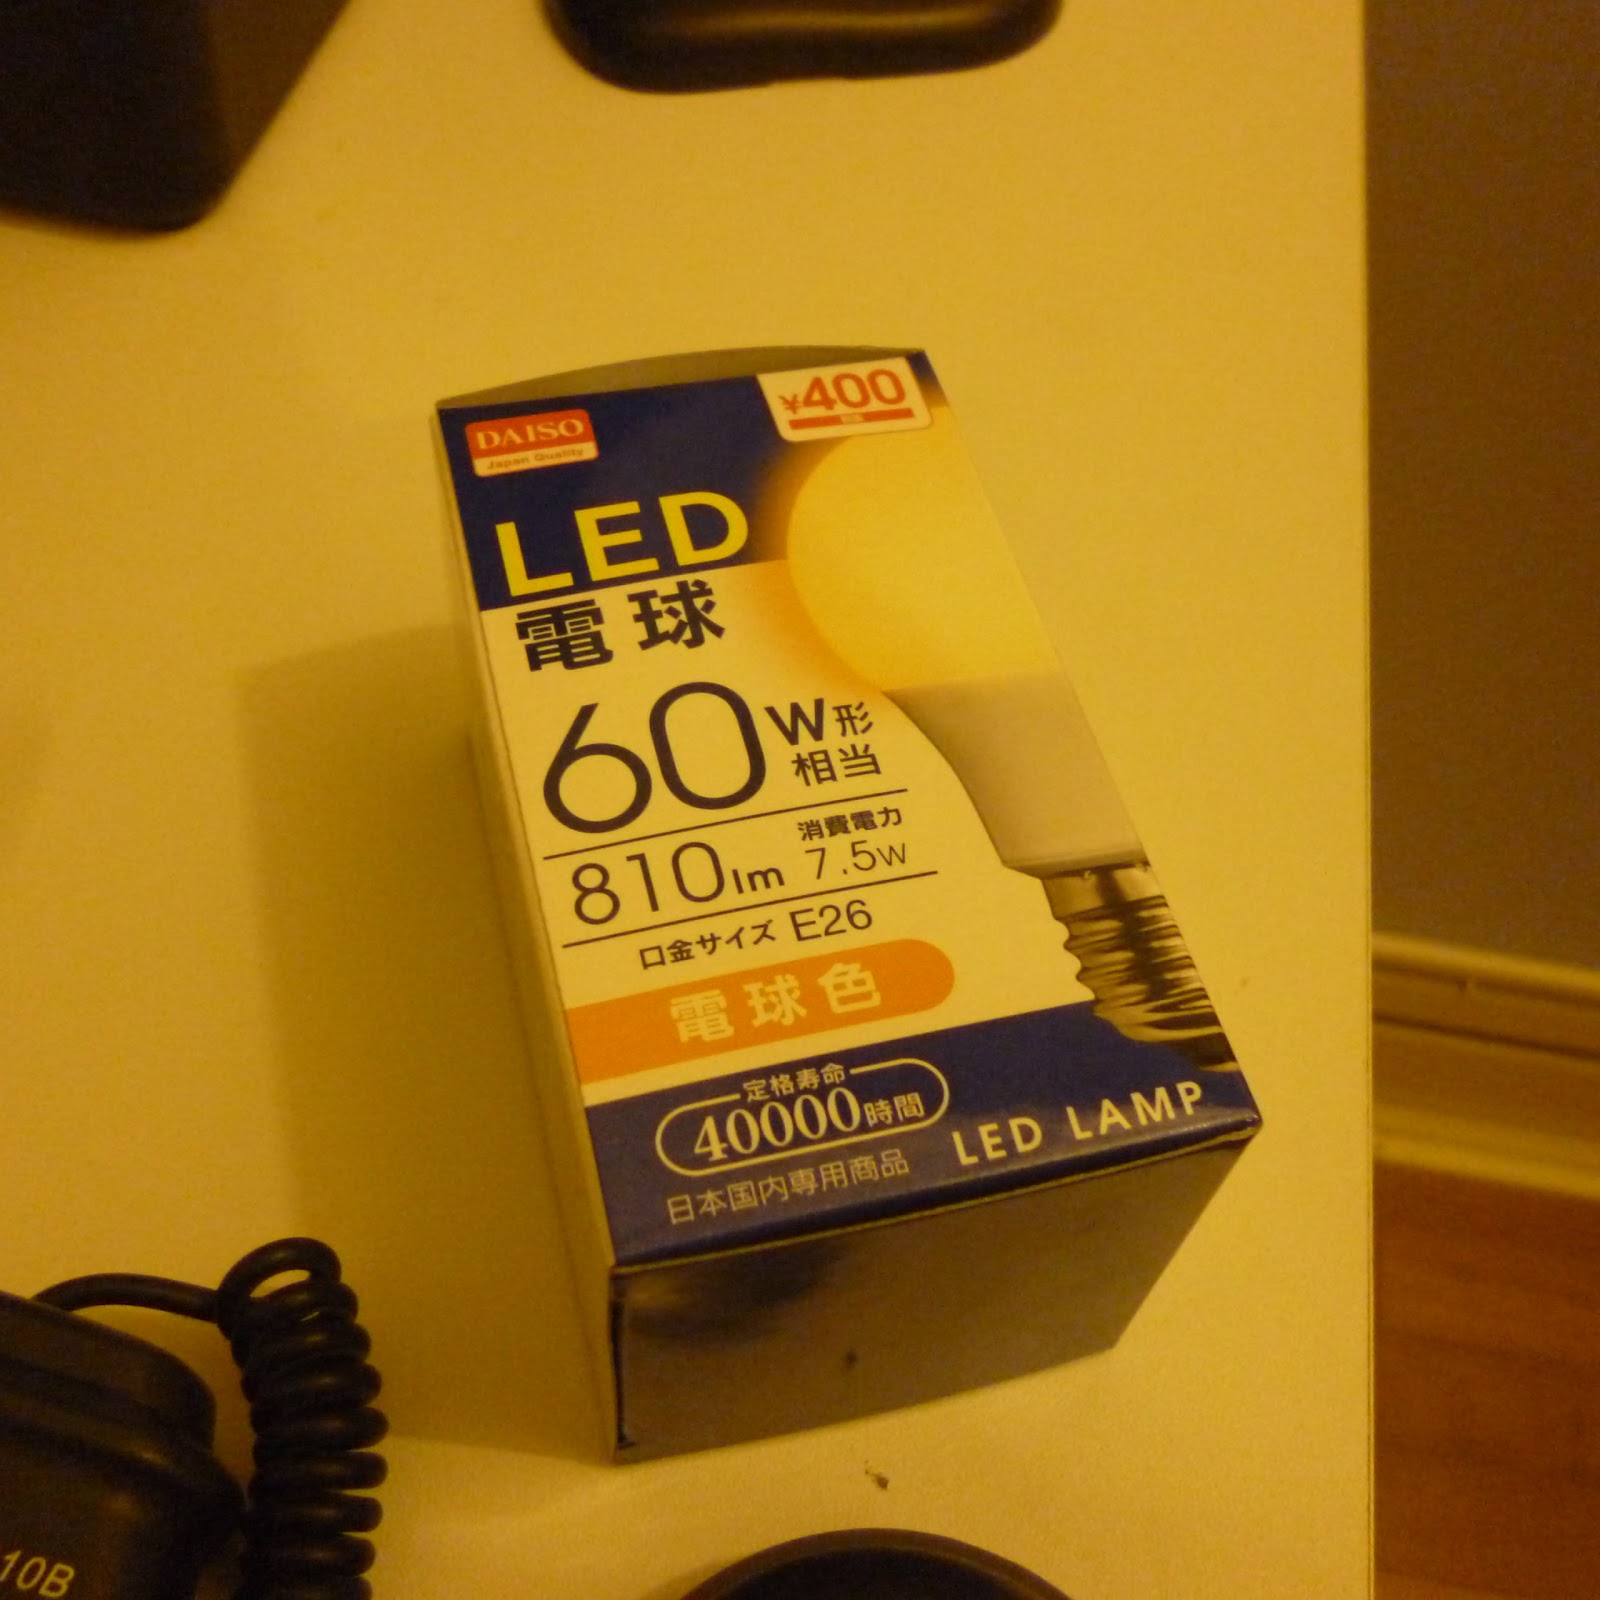 ¥400
DAISO
Japan Quality
LED
電球
60W形
相当
810lm
消費電力
7.5W
口金サイズ E26
電球色
定格寿命
40000時間
LED LAMP
日本国内専用商品
10B